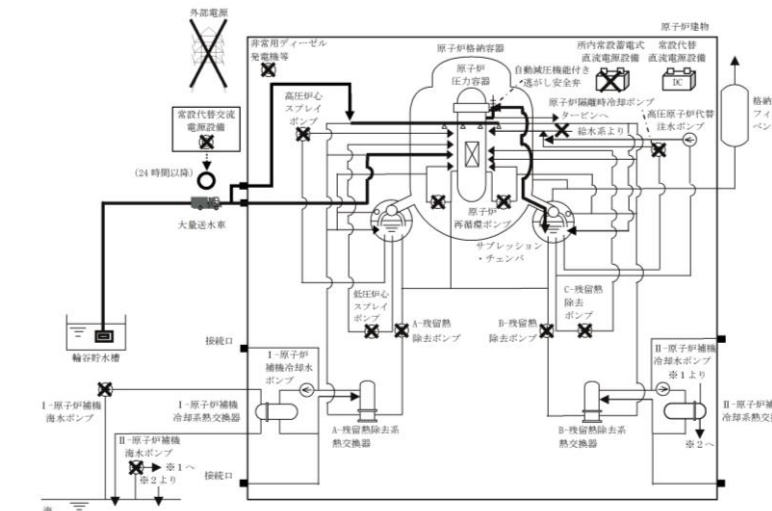 外部電源
原子炉建物
非常用ディーゼル
発電機等
原子炉格納容器
原子炉
圧力容器
自動減圧機能付き
逃がし安全弁
所内常設蓄電式
直流電源設備
常設代替
直流電源設備
DC
高圧炉心
スプレイ
ポンプ
原子炉隔離時冷却ポンプ
タービンへ
給水系より
高圧原子炉代替
注水ポンプ
格納
フィ
ベン
常設代替交流
電源設備
(24時間以降)
大量送水車
原子炉
再循環ポンプ
サプレッション
・チェンバ
低圧炉心
スプレイ
ポンプ
A-残留熱
除去ポンプ
B-残留熱
除去ポンプ
C-残留熱
除去
ポンプ
輪谷貯水槽
接続口
I-原子炉
補機冷却水
ポンプ
II-原子炉補機
冷却水ポンプ
※1より
I-原子炉補機
海水ポンプ
I-原子炉補機
冷却系熱交換器
A-残留熱除去系
熱交換器
B-残留熱除去系
熱交換器
II-原子炉補
冷却系熱交換
※2へ
II-原子炉補機
海水ポンプ
※1へ
※2より
接続口
海